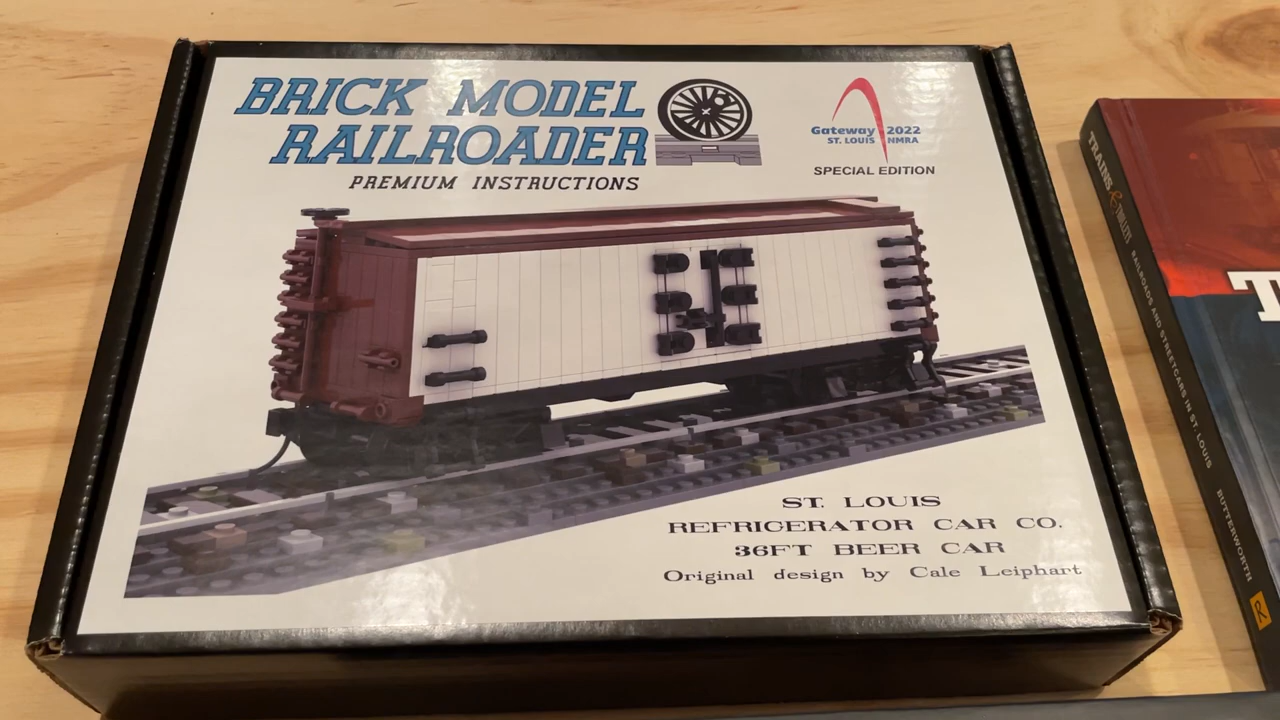 BRICK MODEL
RAILROADER
PREMIUM INSTRUCTIONS
Gateway 2022
ST. LOUIS NMRA
SPECIAL EDITION
ST. LOUIS
REFRIGERATOR CAR CO.
36FT BEER CAR
Original design by Cale Leiphart
TRAINS & TROLLEYS RAILROADS AND STREETCARS IN ST. LOUIS BUTTERWORTH
T